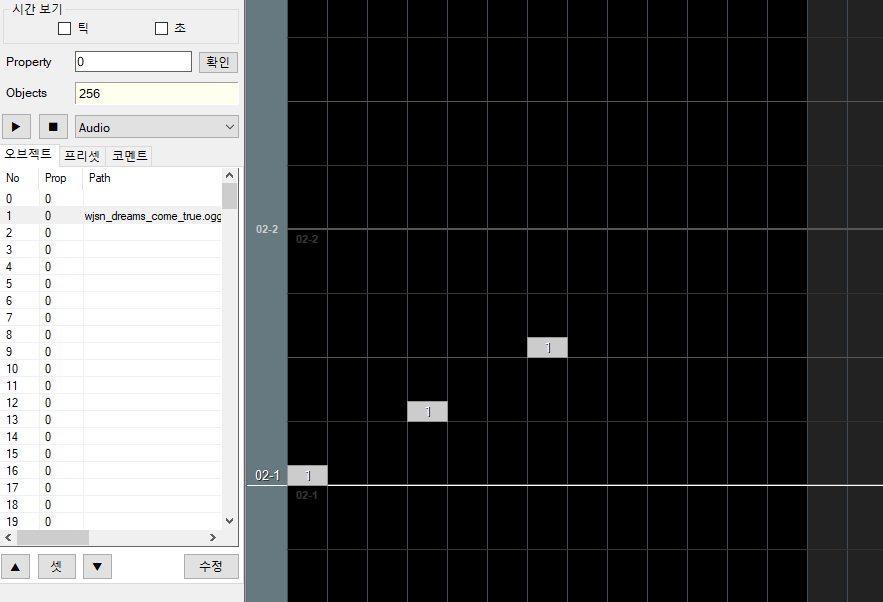 시간 보기
틱 초
Property 0 확인
Objects 256
Audio
오브젝트 프리셋 코멘트
No Prop Path
0 0
1 0 wjsn_dreams_come_true.ogg
2 0
3 0
4 0
5 0
6 0
7 0
8 0
9 0
10 0
11 0
12 0
13 0
14 0
15 0
16 0
17 0
18 0
19 0
셋 수정
02-2
02-2
1
1
02-1 1
02-1